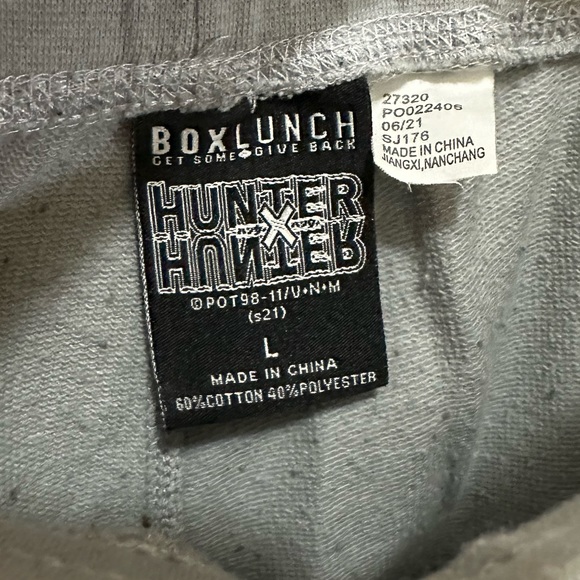 BOXLUNCH
GET SOME GIVE BACK
HUNTER
X
HUNTER
©POT98-11/V•N•M
(s21)
L
MADE IN CHINA
60%COTTON 40%POLYESTER
27320
PO022406
06/21
SJ176
MADE IN CHINA
JIANGXI,NANCHANG